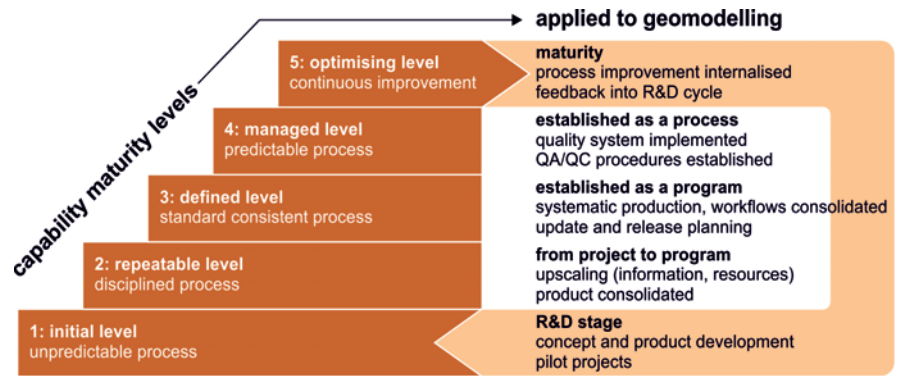 capability maturity levels
applied to geomodelling
5: optimising level
continuous improvement
maturity
process improvement internalised
feedback into R&D cycle
4: managed level
predictable process
established as a process
quality system implemented
QA/QC procedures established
3: defined level
standard consistent process
established as a program
systematic production, workflows consolidated
update and release planning
2: repeatable level
disciplined process
from project to program
upscaling (information, resources)
product consolidated
1: initial level
unpredictable process
R&D stage
concept and product development
pilot projects